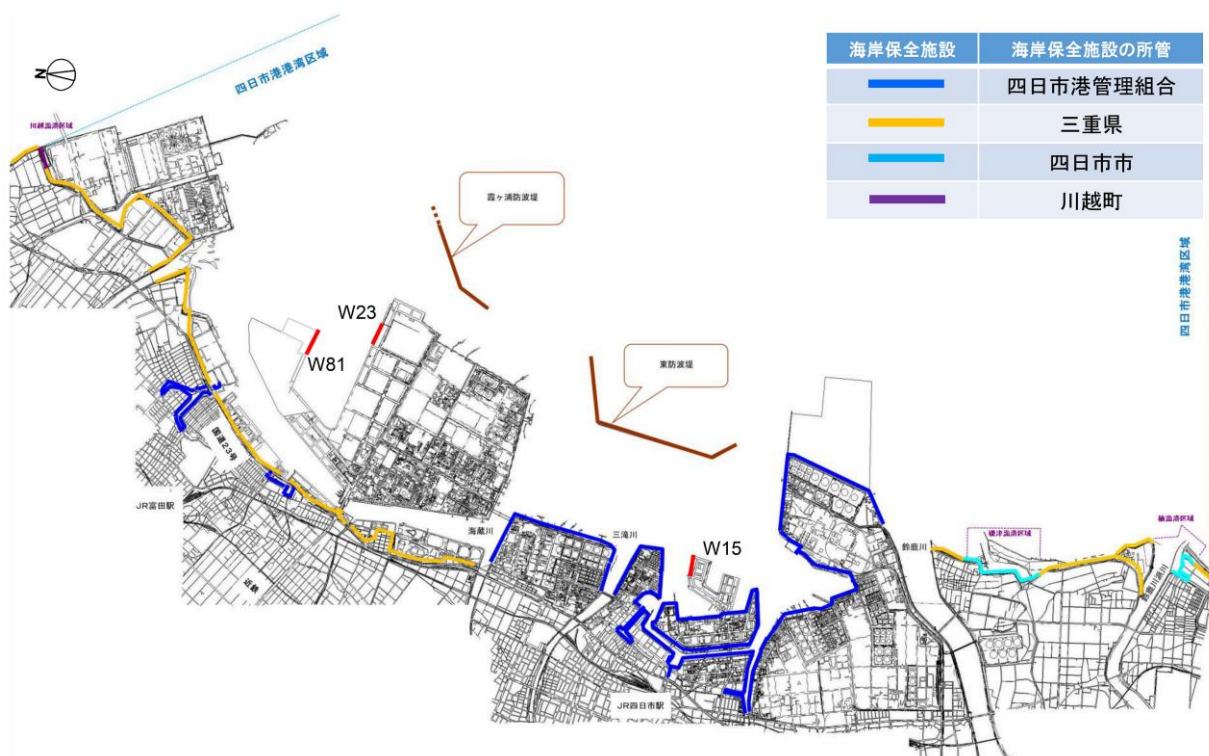 N
四日市港港湾区域
川越漁港区域
海岸保全施設 海岸保全施設の所管
四日市港管理組合
三重県
四日市市
川越町
霞ヶ浦防波堤
四日市港港湾区域
W23
W81
東防波堤
国道23号
JR富田駅
海蔵川
三滝川
W15
鈴鹿川
磯津漁港区域
楠漁港区域
鈴鹿川派川
近鉄
JR四日市駅